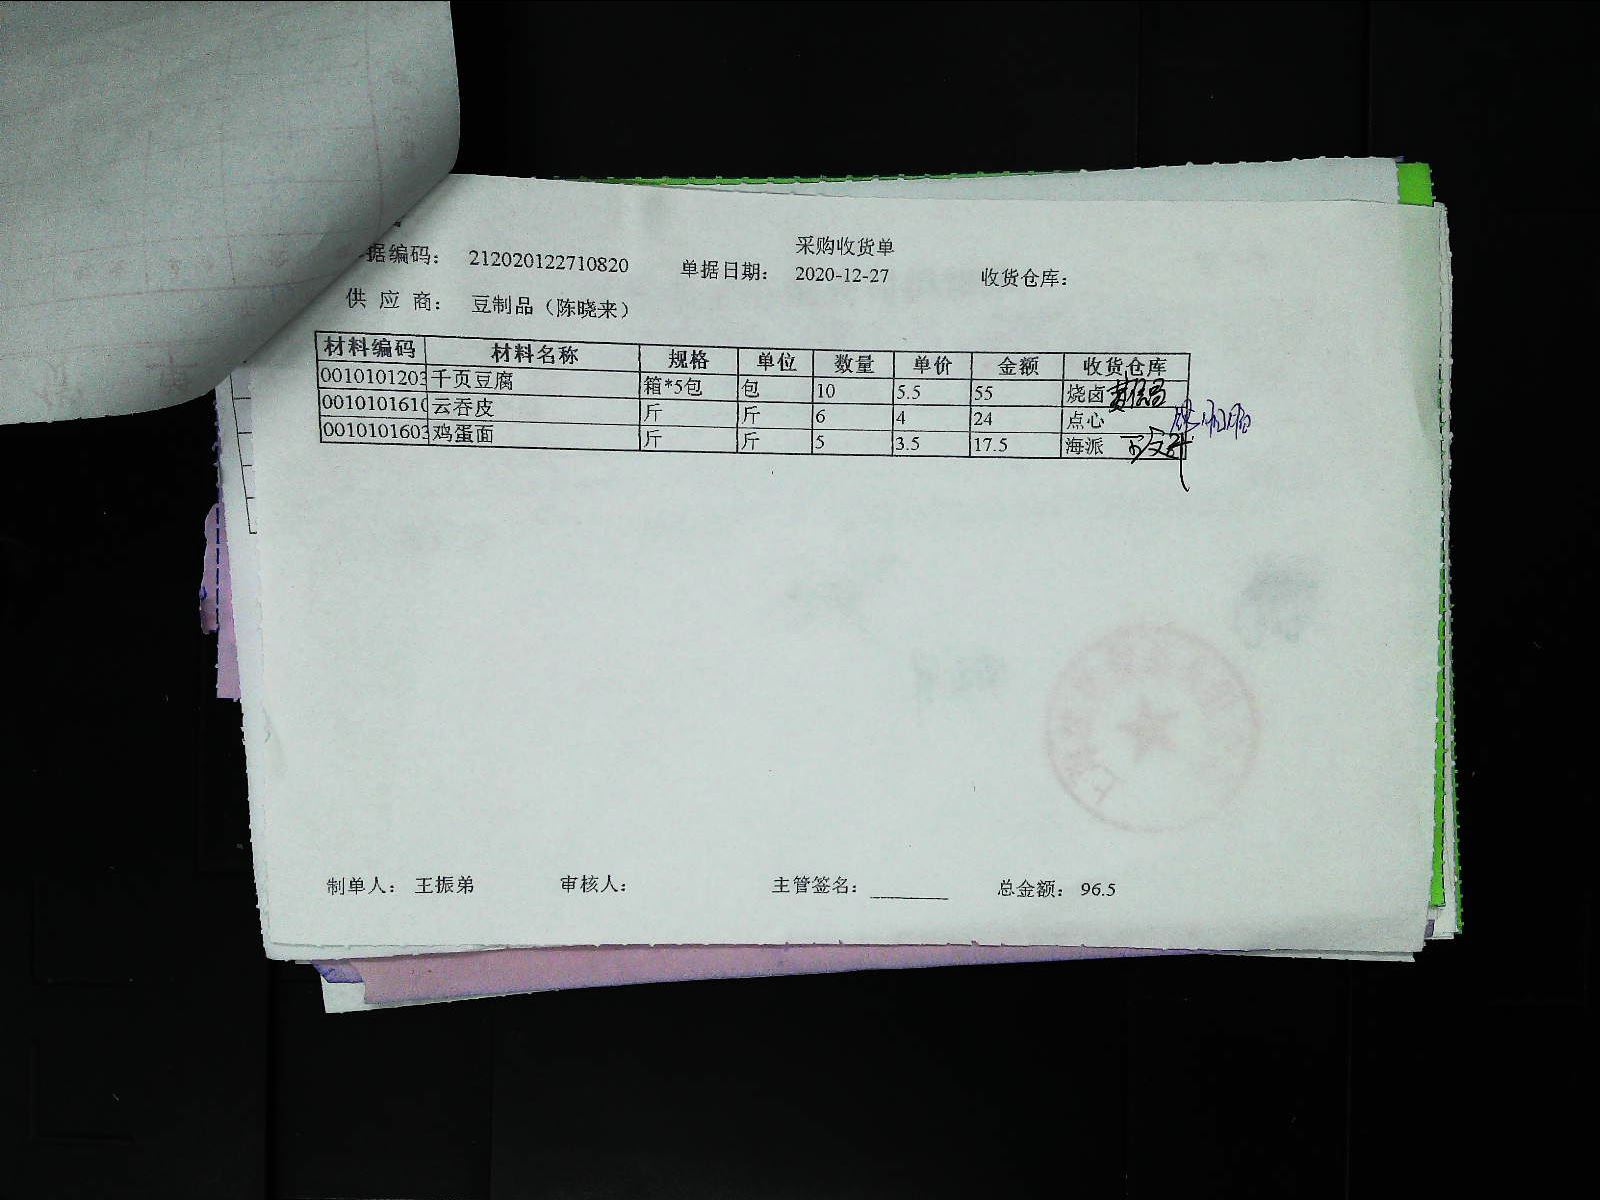 采购收货单
据编码： 212020122710820 单据日期： 2020-12-27 收货仓库：
供 应 商： 豆制品（陈晓来）
材料编码 材料名称 规格 单位 数量 单价 金额 收货仓库
0010101203 千页豆腐 箱*5包 包 10 5.5 55 烧卤
001010161 云吞皮 斤 斤 6 4 24 点心
0010101603 鸡蛋面 斤 斤 5 3.5 17.5 海派
制单人： 王振弟 审核人： 主管签名： 总金额： 96.5